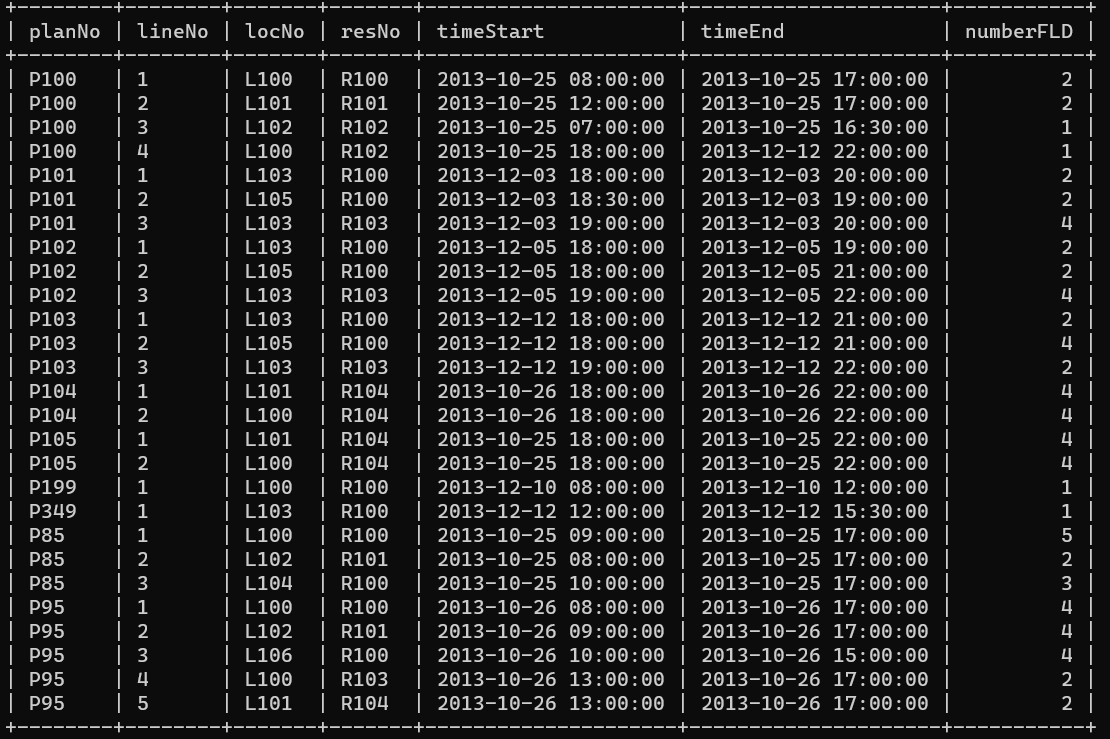 +--------+--------+-------+-------+---------------------+---------------------+-----------+
| planNo | lineNo | locNo | resNo | timeStart           | timeEnd             | numberFLD |
+--------+--------+-------+-------+---------------------+---------------------+-----------+
| P100   | 1      | L100  | R100  | 2013-10-25 08:00:00 | 2013-10-25 17:00:00 |         2 |
| P100   | 2      | L101  | R101  | 2013-10-25 12:00:00 | 2013-10-25 17:00:00 |         2 |
| P100   | 3      | L102  | R102  | 2013-10-25 07:00:00 | 2013-10-25 16:30:00 |         1 |
| P100   | 4      | L100  | R102  | 2013-10-25 18:00:00 | 2013-12-12 22:00:00 |         1 |
| P101   | 1      | L103  | R100  | 2013-12-03 18:00:00 | 2013-12-03 20:00:00 |         2 |
| P101   | 2      | L105  | R100  | 2013-12-03 18:30:00 | 2013-12-03 19:00:00 |         2 |
| P101   | 3      | L103  | R103  | 2013-12-03 19:00:00 | 2013-12-03 20:00:00 |         4 |
| P102   | 1      | L103  | R100  | 2013-12-05 18:00:00 | 2013-12-05 19:00:00 |         2 |
| P102   | 2      | L105  | R100  | 2013-12-05 18:00:00 | 2013-12-05 21:00:00 |         2 |
| P102   | 3      | L103  | R103  | 2013-12-05 19:00:00 | 2013-12-05 22:00:00 |         4 |
| P103   | 1      | L103  | R100  | 2013-12-12 18:00:00 | 2013-12-12 21:00:00 |         2 |
| P103   | 2      | L105  | R100  | 2013-12-12 18:00:00 | 2013-12-12 21:00:00 |         4 |
| P103   | 3      | L103  | R103  | 2013-12-12 19:00:00 | 2013-12-12 22:00:00 |         2 |
| P104   | 1      | L101  | R104  | 2013-10-26 18:00:00 | 2013-10-26 22:00:00 |         4 |
| P104   | 2      | L100  | R104  | 2013-10-26 18:00:00 | 2013-10-26 22:00:00 |         4 |
| P105   | 1      | L101  | R104  | 2013-10-25 18:00:00 | 2013-10-25 22:00:00 |         4 |
| P105   | 2      | L100  | R104  | 2013-10-25 18:00:00 | 2013-10-25 22:00:00 |         4 |
| P199   | 1      | L100  | R100  | 2013-12-10 08:00:00 | 2013-12-10 12:00:00 |         1 |
| P349   | 1      | L103  | R100  | 2013-12-12 12:00:00 | 2013-12-12 15:30:00 |         1 |
| P85    | 1      | L100  | R100  | 2013-10-25 09:00:00 | 2013-10-25 17:00:00 |         5 |
| P85    | 2      | L102  | R101  | 2013-10-25 08:00:00 | 2013-10-25 17:00:00 |         2 |
| P85    | 3      | L104  | R100  | 2013-10-25 10:00:00 | 2013-10-25 17:00:00 |         3 |
| P95    | 1      | L100  | R100  | 2013-10-26 08:00:00 | 2013-10-26 17:00:00 |         4 |
| P95    | 2      | L102  | R101  | 2013-10-26 09:00:00 | 2013-10-26 17:00:00 |         4 |
| P95    | 3      | L106  | R100  | 2013-10-26 10:00:00 | 2013-10-26 15:00:00 |         4 |
| P95    | 4      | L100  | R103  | 2013-10-26 13:00:00 | 2013-10-26 17:00:00 |         2 |
| P95    | 5      | L101  | R104  | 2013-10-26 13:00:00 | 2013-10-26 17:00:00 |         2 |
+--------+--------+-------+-------+---------------------+---------------------+-----------+